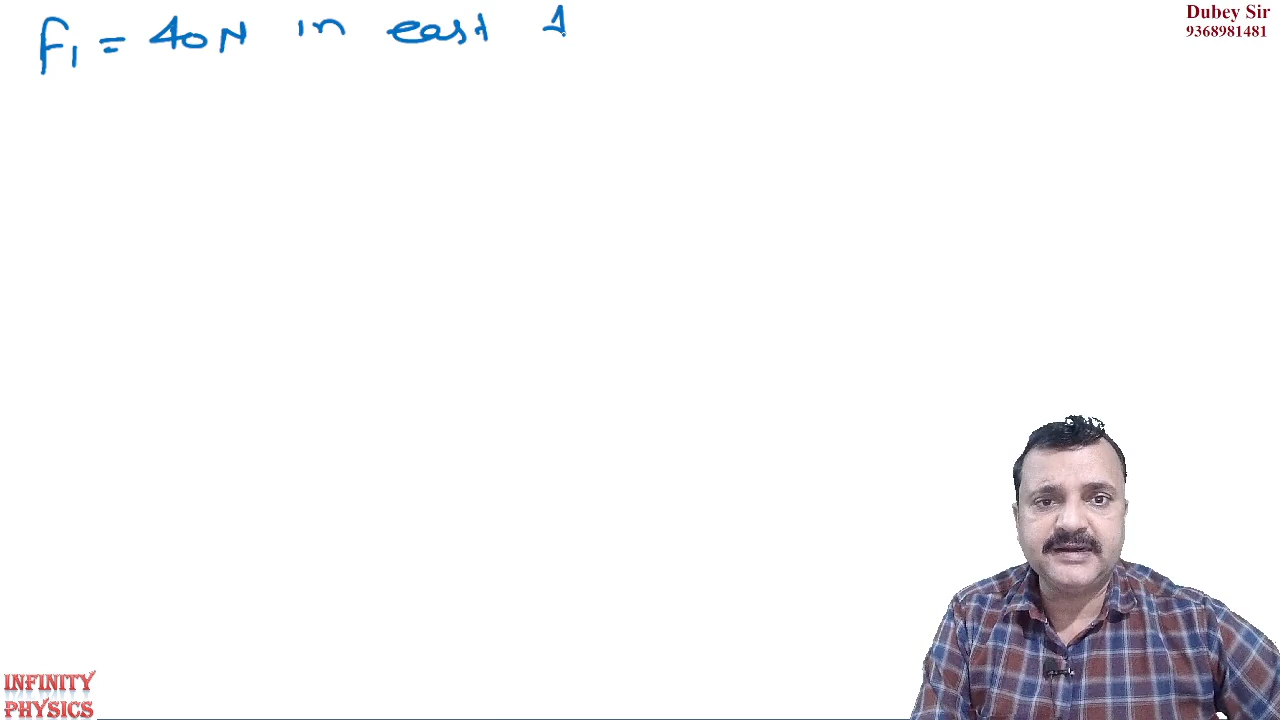 Dubey Sir
9368981481
F₁ = 40N in east
INFINITY
PHYSICS